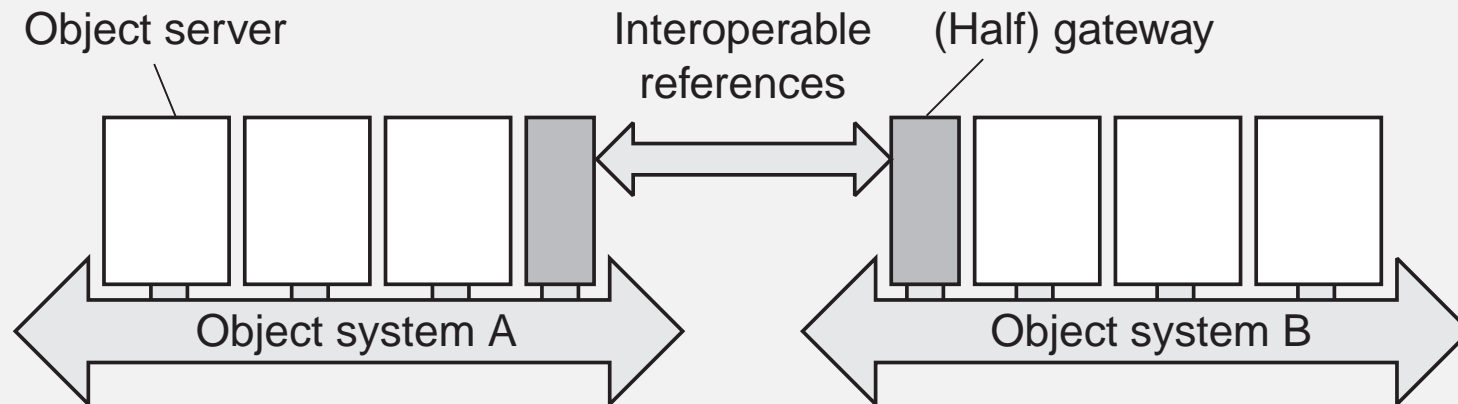 Object server
Interoperable
references
(Half) gateway
Object system A
Object system B